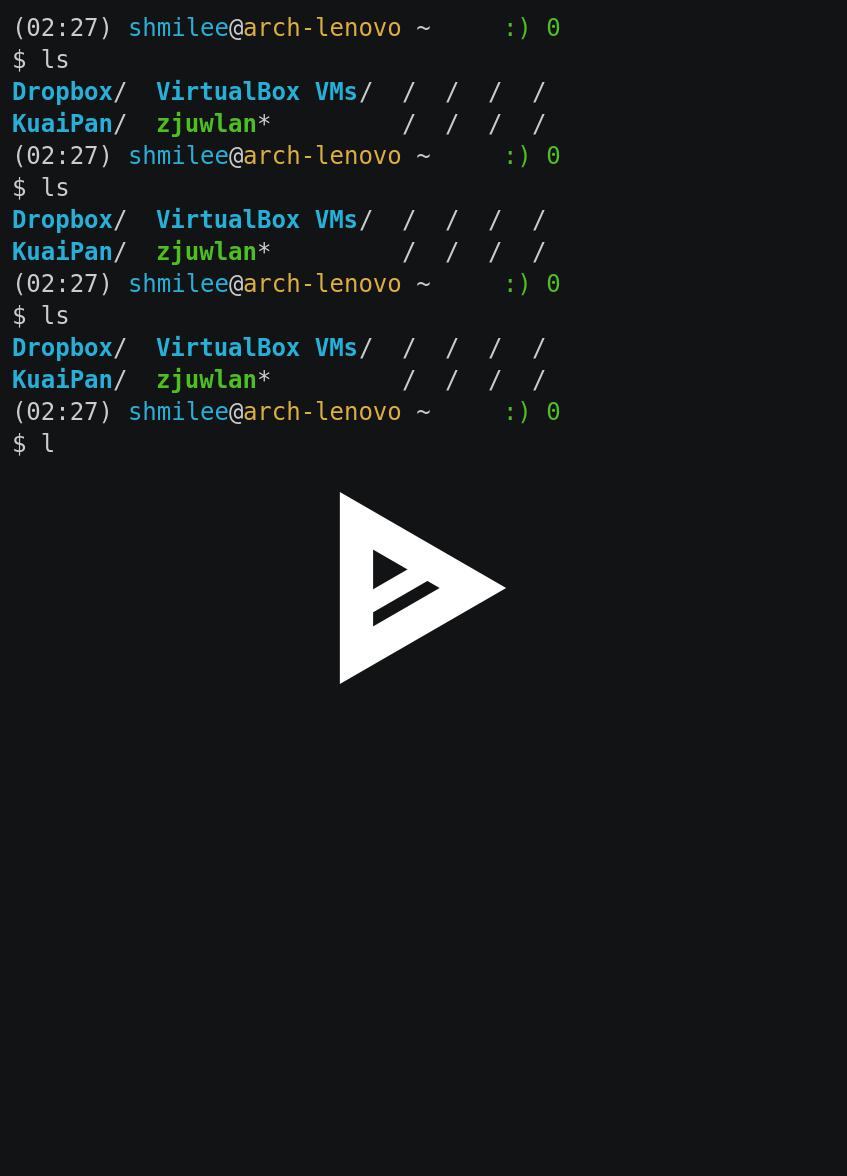 (02:27) shmilee@arch-lenovo ~     :) 0
$ ls
Dropbox/  VirtualBox VMs/  /  /  /  /
KuaiPan/  zjuwlan*         /  /  /  /
(02:27) shmilee@arch-lenovo ~     :) 0
$ ls
Dropbox/  VirtualBox VMs/  /  /  /  /
KuaiPan/  zjuwlan*         /  /  /  /
(02:27) shmilee@arch-lenovo ~     :) 0
$ ls
Dropbox/  VirtualBox VMs/  /  /  /  /
KuaiPan/  zjuwlan*         /  /  /  /
(02:27) shmilee@arch-lenovo ~     :) 0
$ l